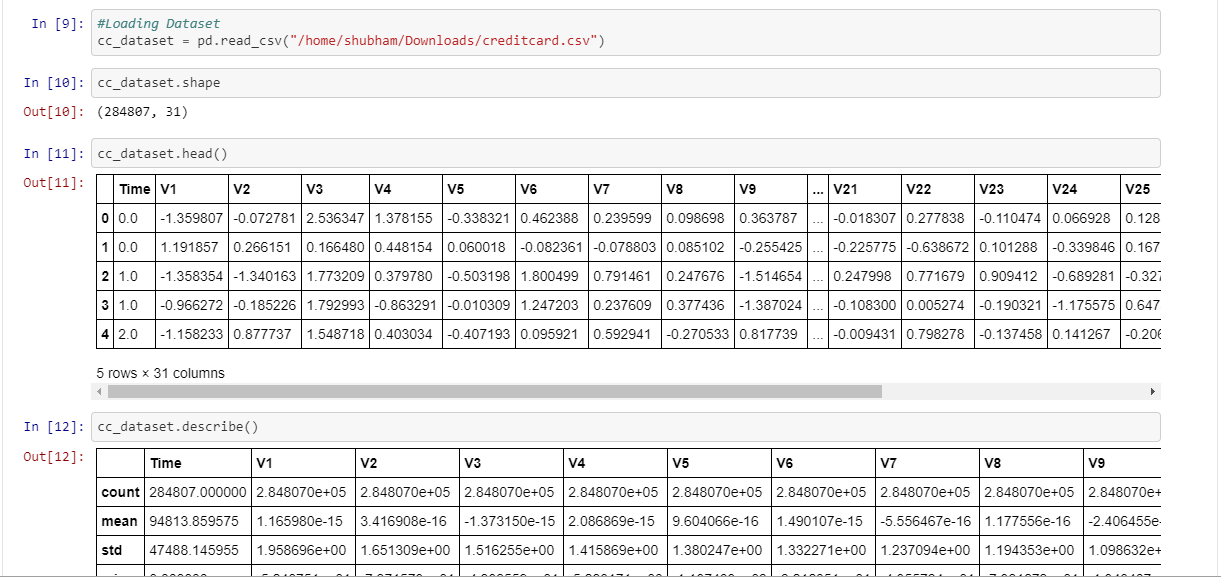 In [9]: #Loading Dataset
cc_dataset = pd.read_csv("/home/shubham/Downloads/creditcard.csv")
In [10]: cc_dataset.shape
Out[10]: (284807, 31)
In [11]: cc_dataset.head()
Out[11]:
Time V1 V2 V3 V4 V5 V6 V7 V8 V9 ... V21 V22 V23 V24 V25
0 0.0 -1.359807 -0.072781 2.536347 1.378155 -0.338321 0.462388 0.239599 0.098698 0.363787 ... -0.018307 0.277838 -0.110474 0.066928 0.128
1 0.0 1.191857 0.266151 0.166480 0.448154 0.060018 -0.082361 -0.078803 0.085102 -0.255425 ... -0.225775 -0.638672 0.101288 -0.339846 0.167
2 1.0 -1.358354 -1.340163 1.773209 0.379780 -0.503198 1.800499 0.791461 0.247676 -1.514654 ... 0.247998 0.771679 0.909412 -0.689281 -0.327
3 1.0 -0.966272 -0.185226 1.792993 -0.863291 -0.010309 1.247203 0.237609 0.377436 -1.387024 ... -0.108300 0.005274 -0.190321 -1.175575 0.647
4 2.0 -1.158233 0.877737 1.548718 0.403034 -0.407193 0.095921 0.592941 -0.270533 0.817739 ... -0.009431 0.798278 -0.137458 0.141267 -0.206
5 rows × 31 columns
In [12]: cc_dataset.describe()
Out[12]:
Time V1 V2 V3 V4 V5 V6 V7 V8 V9
count 284807.000000 2.848070e+05 2.848070e+05 2.848070e+05 2.848070e+05 2.848070e+05 2.848070e+05 2.848070e+05 2.848070e+05 2.848070e+
mean 94813.859575 1.165980e-15 3.416908e-16 -1.373150e-15 2.086869e-15 9.604066e-16 1.490107e-15 -5.556467e-16 1.177556e-16 -2.406455e-
std 47488.145955 1.958696e+00 1.651309e+00 1.516255e+00 1.415869e+00 1.380247e+00 1.332271e+00 1.237094e+00 1.194353e+00 1.098632e+